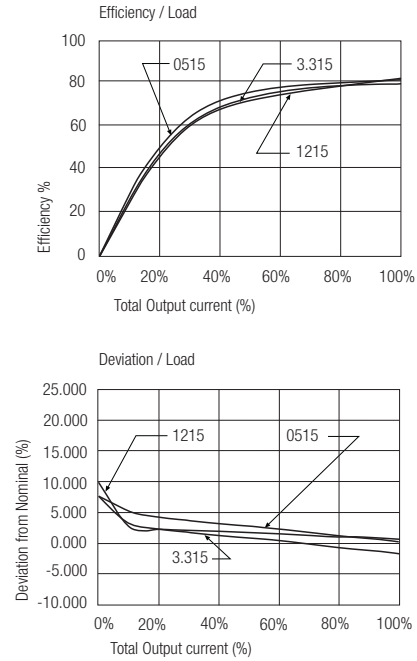 Efficiency / Load
100
80
60
40
20
0
Efficiency %
0515
3.315
1215
0% 20% 40% 60% 80% 100%
Total Output current (%)
Deviation / Load
25.000
20.000
15.000
10.000
5.000
0.000
-5.000
-10.000
Deviation from Nominal (%)
1215
0515
3.315
0% 20% 40% 60% 80% 100%
Total Output current (%)